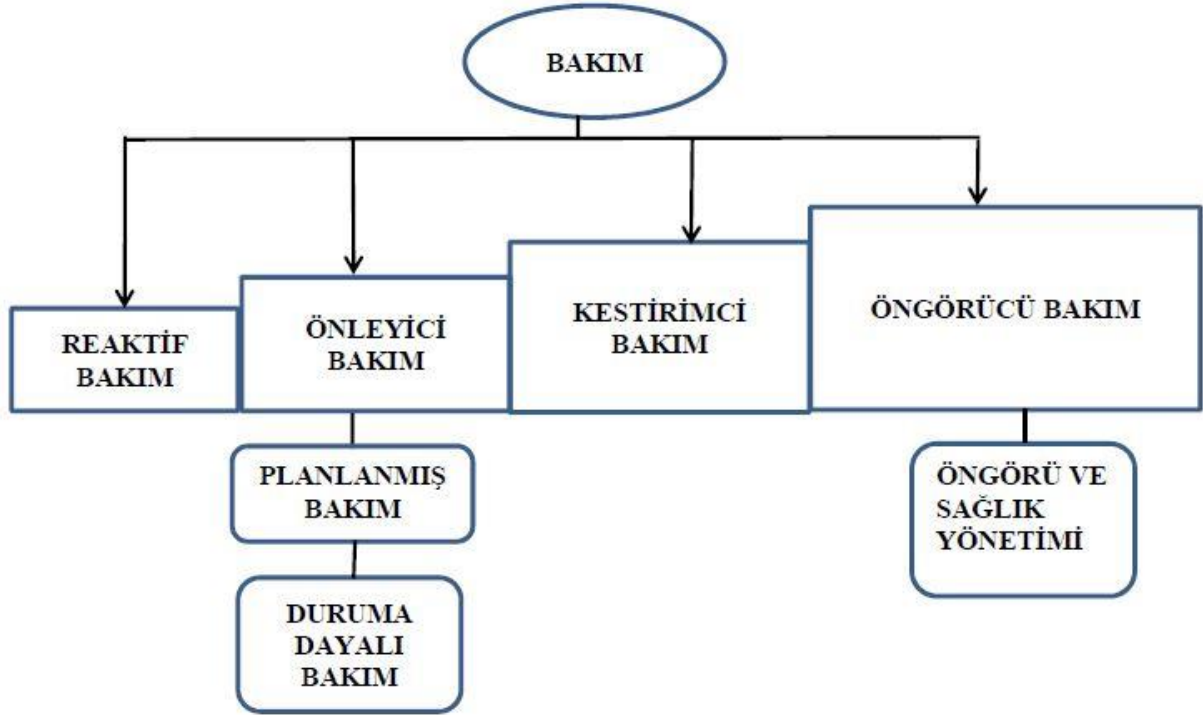 BAKIM
REAKTİF
BAKIM
ÖNLEYİCİ
BAKIM
KESTİRİMCİ
BAKIM
ÖNGÖRÜCÜ BAKIM
PLANLANMIŞ
BAKIM
DURUMA
DAYALI
BAKIM
ÖNGÖRÜ VE
SAĞLIK
YÖNETİMİ